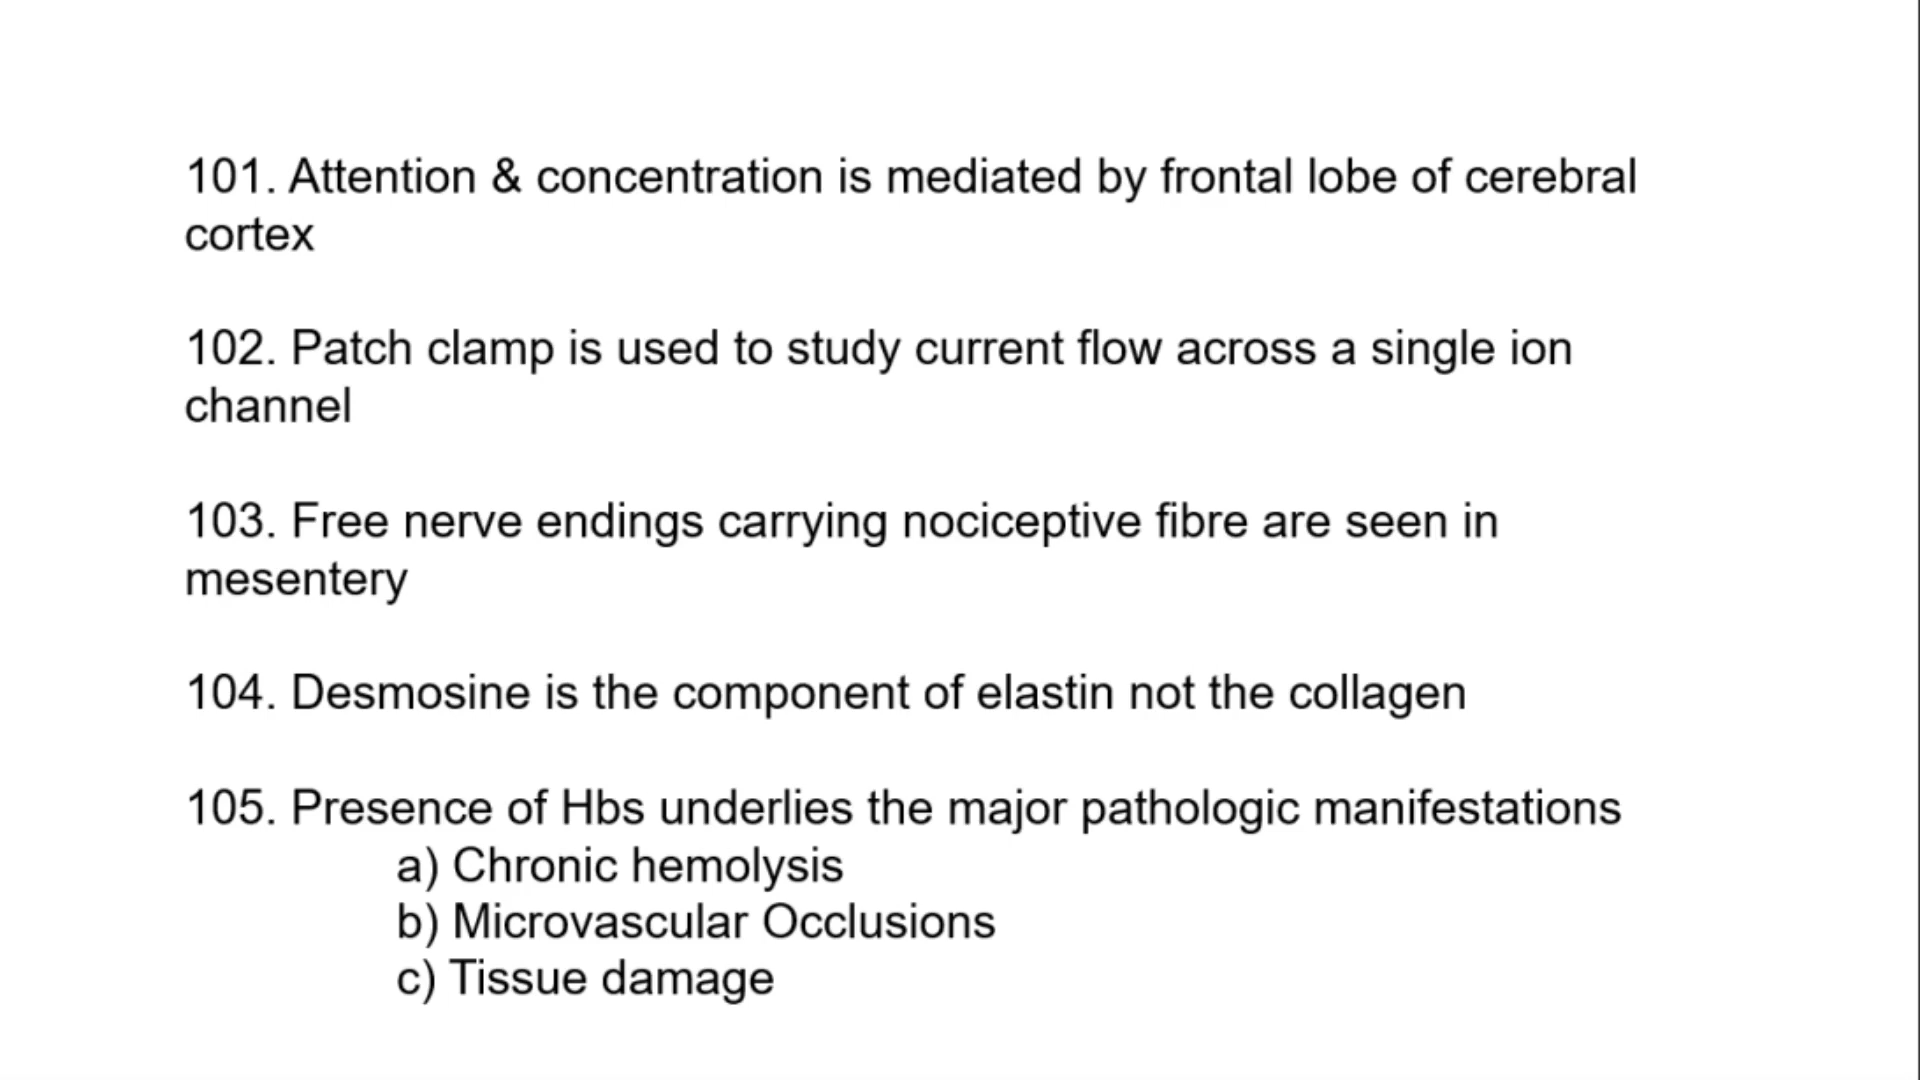 101. Attention & concentration is mediated by frontal lobe of cerebral
cortex
102. Patch clamp is used to study current flow across a single ion
channel
103. Free nerve endings carrying nociceptive fibre are seen in
mesentery
104. Desmosine is the component of elastin not the collagen
105. Presence of Hbs underlies the major pathologic manifestations
a) Chronic hemolysis
b) Microvascular Occlusions
c) Tissue damage